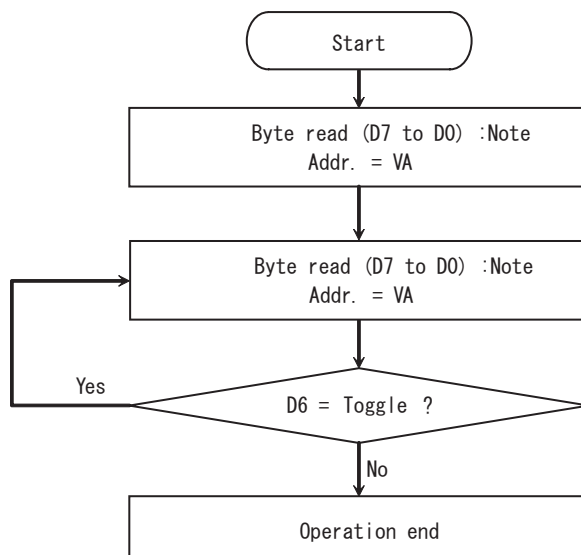 Start
Byte read (D7 to D0) :Note
Addr. = VA
Byte read (D7 to D0) :Note
Addr. = VA
Yes
D6 = Toggle ?
No
Operation end